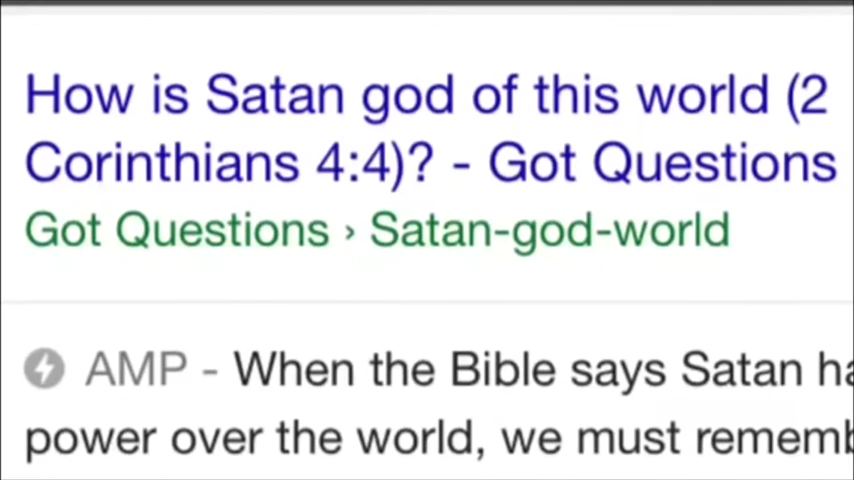 How is Satan god of this world (2
Corinthians 4:4)? - Got Questions
Got Questions › Satan-god-world
AMP - When the Bible says Satan
power over the world, we must